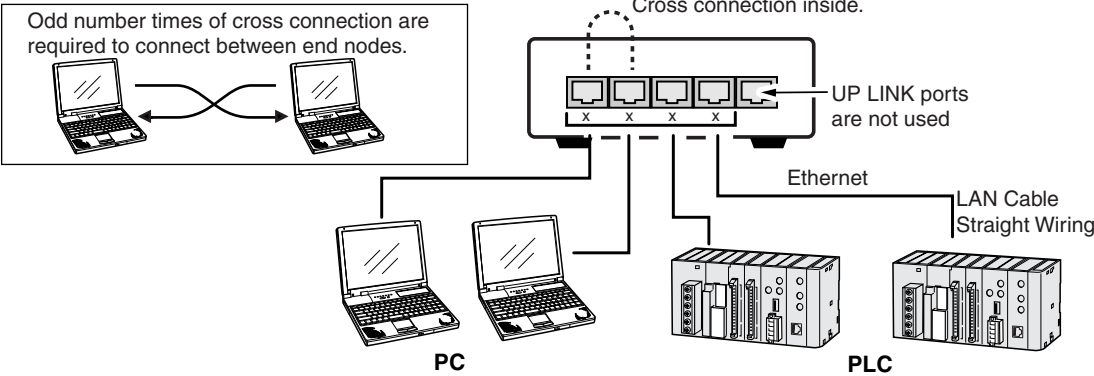 Odd number times of cross connection are
required to connect between end nodes.
Cross connection inside.
UP LINK ports
are not used
x x x x
Ethernet
LAN Cable
Straight Wiring
PC
PLC